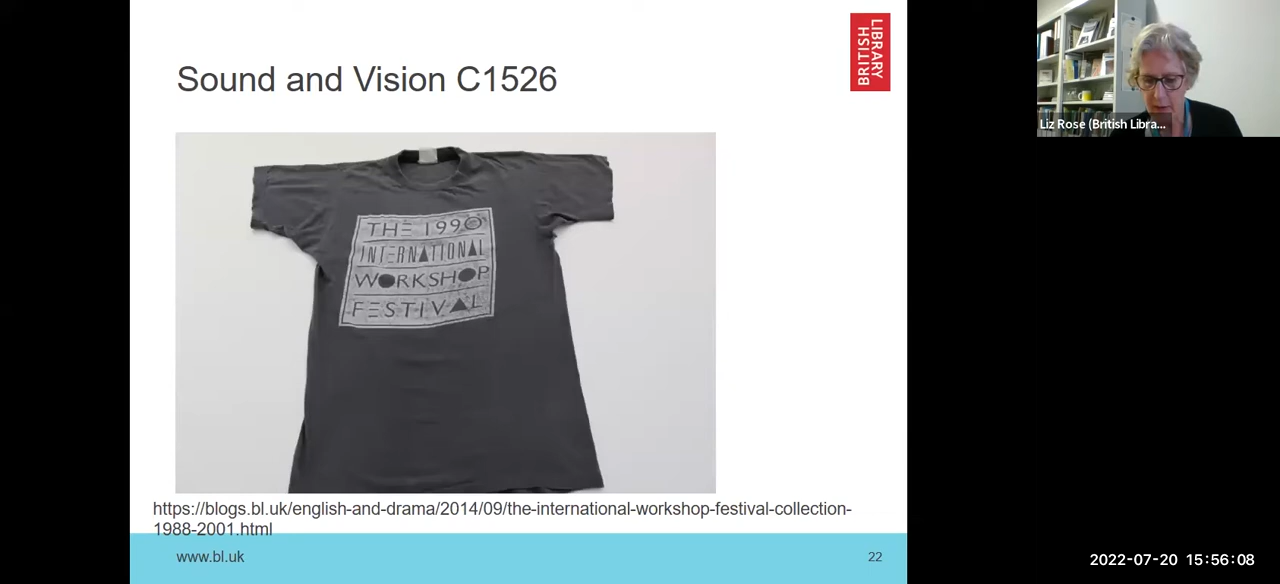 Sound and Vision C1526
LIBRARY
BRITISH
Liz Rose (British Libra...
THE 1990
INTERNATIONAL
WORKSHOP
FESTIVAL
https://blogs.bl.uk/english-and-drama/2014/09/the-international-workshop-festival-collection-
1988-2001.html
www.bl.uk
22
2022-07-20 15:56:08